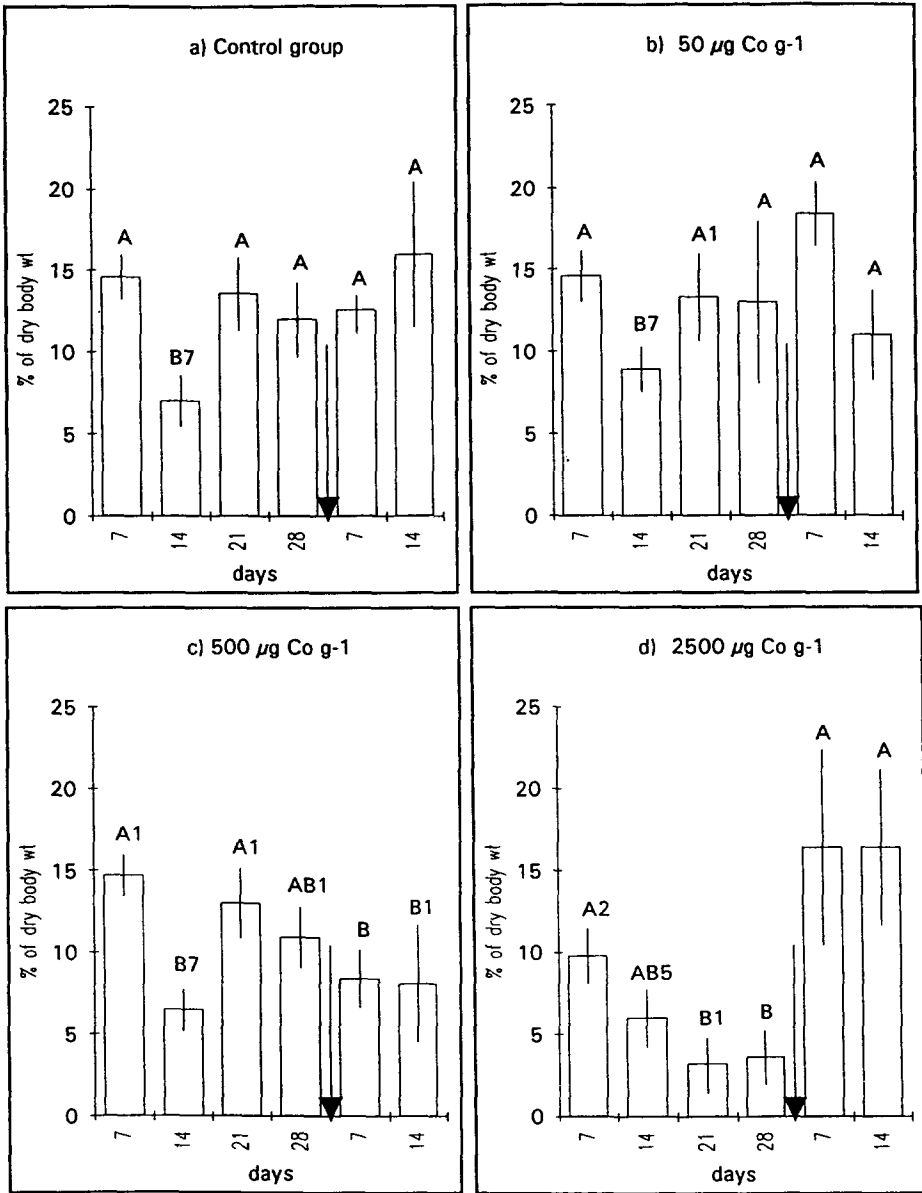 a) Control group
25
20
15
10
5
0
% of dry body wt
A
B7
A
A
A
A
7
14
21
28
7
14
days
b) 50 µg Co g-1
25
20
15
10
5
0
% of dry body wt
A
B7
A1
A
A
A
7
14
21
28
7
14
days
c) 500 µg Co g-1
25
20
15
10
5
0
% of dry body wt
A1
B7
A1
AB1
B
B1
7
14
21
28
7
14
days
d) 2500 µg Co g-1
25
20
15
10
5
0
% of dry body wt
A2
AB5
B1
B
A
A
7
14
21
28
7
14
days